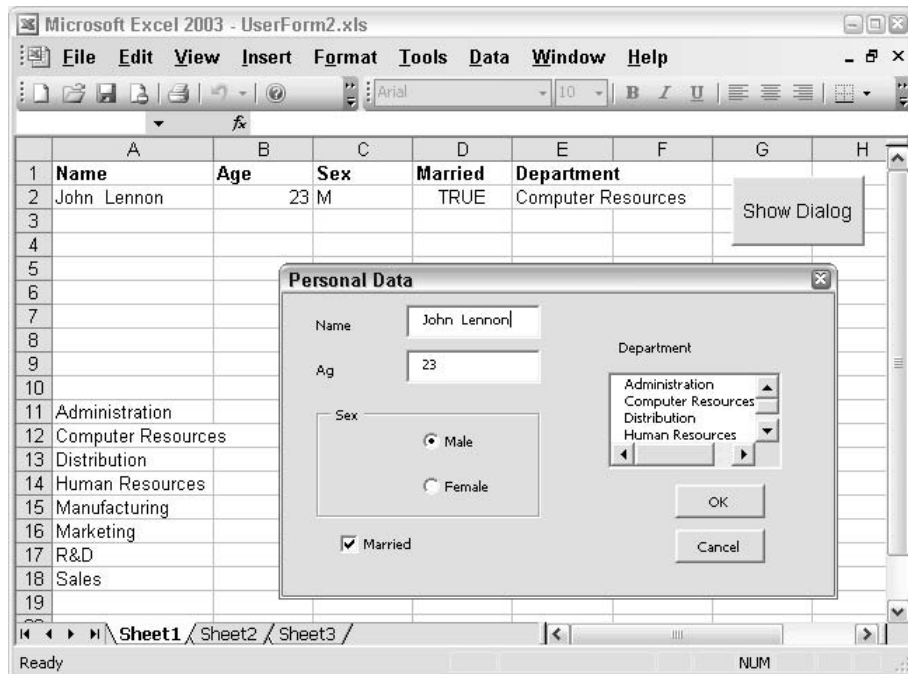 Microsoft Excel 2003 - UserForm2.xls
File Edit View Insert Format Tools Data Window Help
Arial 10 B I U
fx
A B C D E F G H
1 Name Age Sex Married Department
2 John Lennon 23 M TRUE Computer Resources
Show Dialog
3
4
5
6
7
8
9
10
11 Administration
12 Computer Resources
13 Distribution
14 Human Resources
15 Manufacturing
16 Marketing
17 R&D
18 Sales
19
Personal Data
Name John Lennon
Ag 23
Sex
Male
Female
Married
Department
Administration
Computer Resources
Distribution
Human Resources
OK
Cancel
Sheet1 / Sheet2 / Sheet3 /
Ready NUM